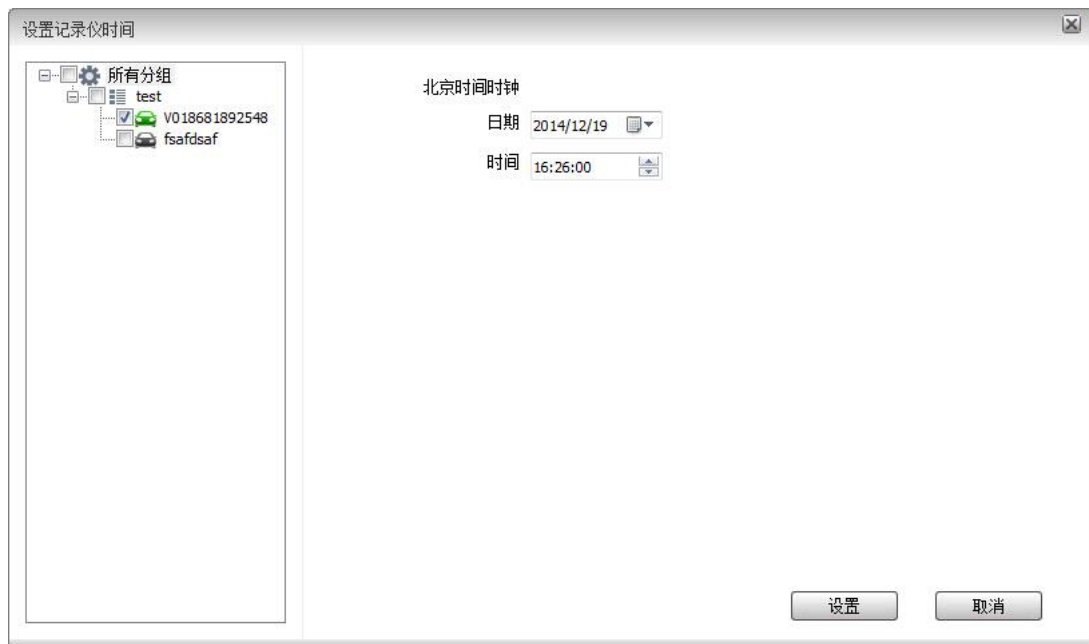 设置记录仪时间
所有分组
test
V018681892548
fsafdsaf
北京时间时钟
日期 2014/12/19
时间 16:26:00
设置 取消